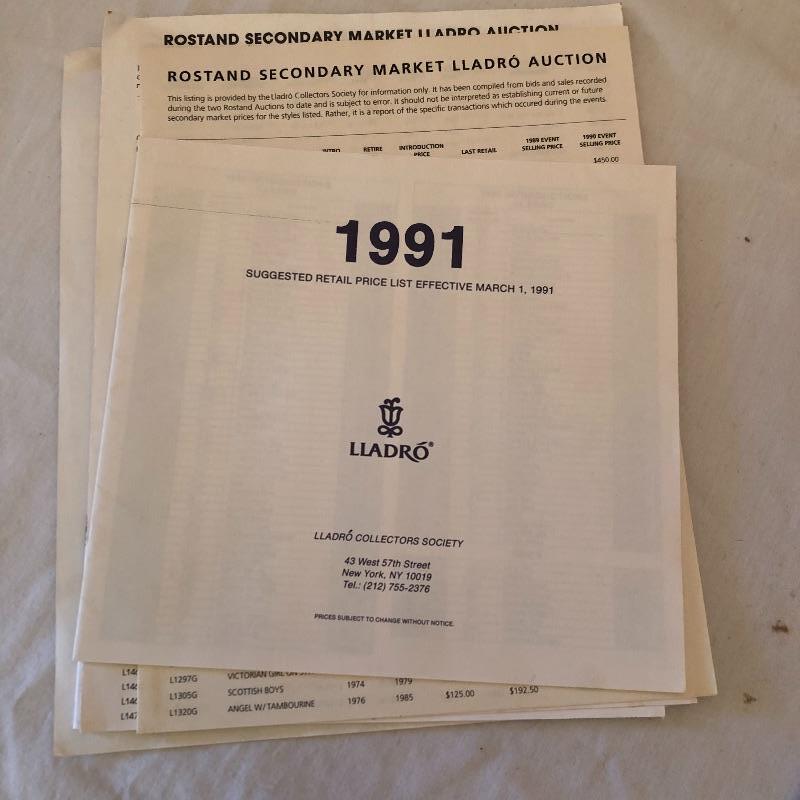 ROSTAND SECONDARY MARKET LLADRO AUCTION
ROSTAND SECONDARY MARKET LLADRÓ AUCTION
This listing is provided by the Lladró Collectors Society for information only. It has been compiled from bids and sales recorded
during the two Rostand Auctions to date and is subject to error. It should not be interpreted as establishing current or future
secondary market prices for the styles listed. Rather, it is a report of the specific transactions which occured during the events.
INTRO RETIRE INTRODUCTION PRICE LAST RETAIL 1989 EVENT SELLING PRICE 1990 EVENT SELLING PRICE
$450.00
1991
SUGGESTED RETAIL PRICE LIST EFFECTIVE MARCH 1, 1991
LLADRÓ®
LLADRÓ COLLECTORS SOCIETY
43 West 57th Street
New York, NY 10019
Tel.: (212) 755-2376
PRICES SUBJECT TO CHANGE WITHOUT NOTICE.
L1297G VICTORIAN GIRL ON 1974 1979
L1305G SCOTTISH BOYS 1976 1985 $125.00 $192.50
L1320G ANGEL W/TAMBOURINE
L146
L146
L146
L147